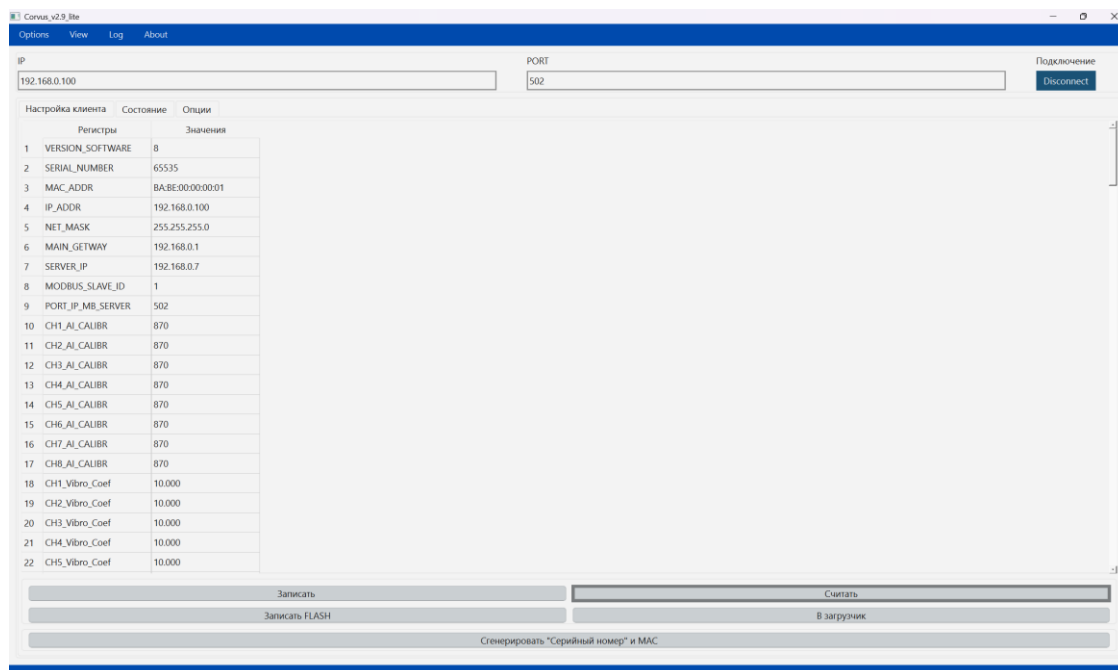 Corvus_v2.9_lite
Options View Log About
IP PORT Подключение
192.168.0.100 502 Disconnect
Настройка клиента Состояние Опции
Регистры Значения
1 VERSION_SOFTWARE 8
2 SERIAL_NUMBER 65535
3 MAC_ADDR BA:BE:00:00:00:01
4 IP_ADDR 192.168.0.100
5 NET_MASK 255.255.255.0
6 MAIN_GETWAY 192.168.0.1
7 SERVER_IP 192.168.0.7
8 MODBUS_SLAVE_ID 1
9 PORT_IP_MB_SERVER 502
10 CH1_AI_CALIBR 870
11 CH2_AI_CALIBR 870
12 CH3_AI_CALIBR 870
13 CH4_AI_CALIBR 870
14 CH5_AI_CALIBR 870
15 CH6_AI_CALIBR 870
16 CH7_AI_CALIBR 870
17 CH8_AI_CALIBR 870
18 CH1_Vibro_Coef 10.000
19 CH2_Vibro_Coef 10.000
20 CH3_Vibro_Coef 10.000
21 CH4_Vibro_Coef 10.000
22 CH5_Vibro_Coef 10.000
Записать Считать
Записать FLASH В загрузчик
Сгенерировать "Серийный номер" и MAC